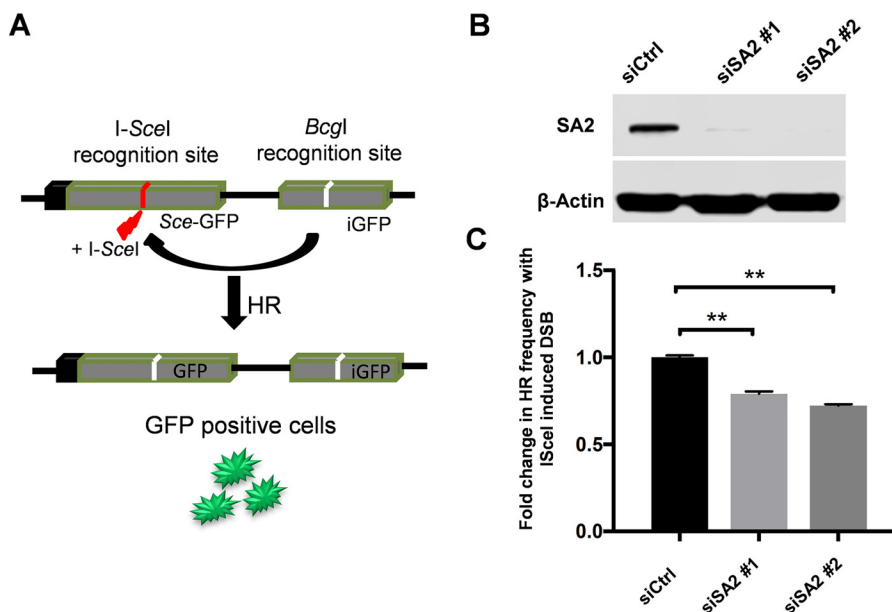 A
I-SceI
recognition site
BcgI
recognition site
Sce-GFP
iGFP
+ I-SceI
HR
GFP
iGFP
GFP positive cells
B
siCtrl
siSA2 #1
siSA2 #2
SA2
β-Actin
C
Fold change in HR frequency with
ISceI induced DSB
1.5
1.0
0.5
0.0
**
**
siCtrl
siSA2 #1
siSA2 #2